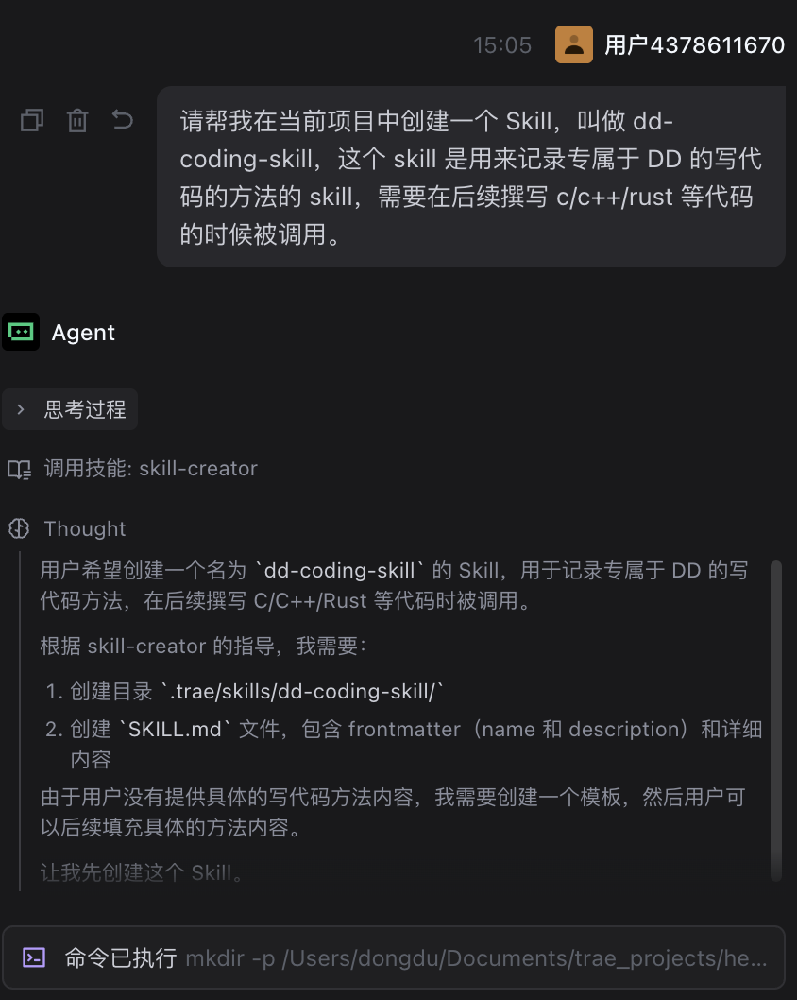 15:05 用户4378611670
请帮我在当前项目中创建一个 Skill，叫做 dd-
coding-skill，这个 skill 是用来记录专属于 DD 的写代
码的方法的 skill，需要在后续撰写 c/c++/rust 等代码
的时候被调用。
Agent
思考过程
调用技能: skill-creator
Thought
用户希望创建一个名为 `dd-coding-skill` 的 Skill，用于记录专属于 DD 的写
代码方法，在后续撰写 C/C++/Rust 等代码时被调用。
根据 skill-creator 的指导，我需要：
1. 创建目录 `.trae/skills/dd-coding-skill/`
2. 创建 `SKILL.md` 文件，包含 frontmatter（name 和 description）和详细
内容
由于用户没有提供具体的写代码方法内容，我需要创建一个模板，然后用户可
以后续填充具体的方法内容。
让我先创建这个 Skill。
命令已执行 mkdir -p /Users/dongdu/Documents/trae_projects/he...